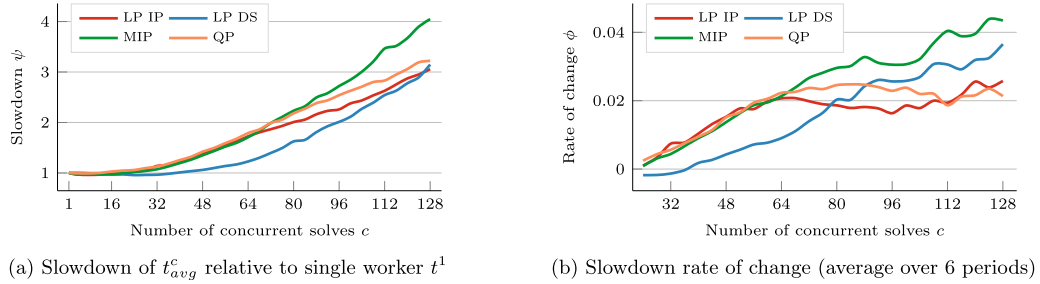 LP IP LP DS
MIP QP
4
3
2
1
Slowdown ψ
1 16 32 48 64 80 96 112 128
Number of concurrent solves c
(a) Slowdown of t^c_avg relative to single worker t^1
LP IP LP DS
MIP QP
0.04
0.02
0
Rate of change ϕ
32 48 64 80 96 112 128
Number of concurrent solves c
(b) Slowdown rate of change (average over 6 periods)